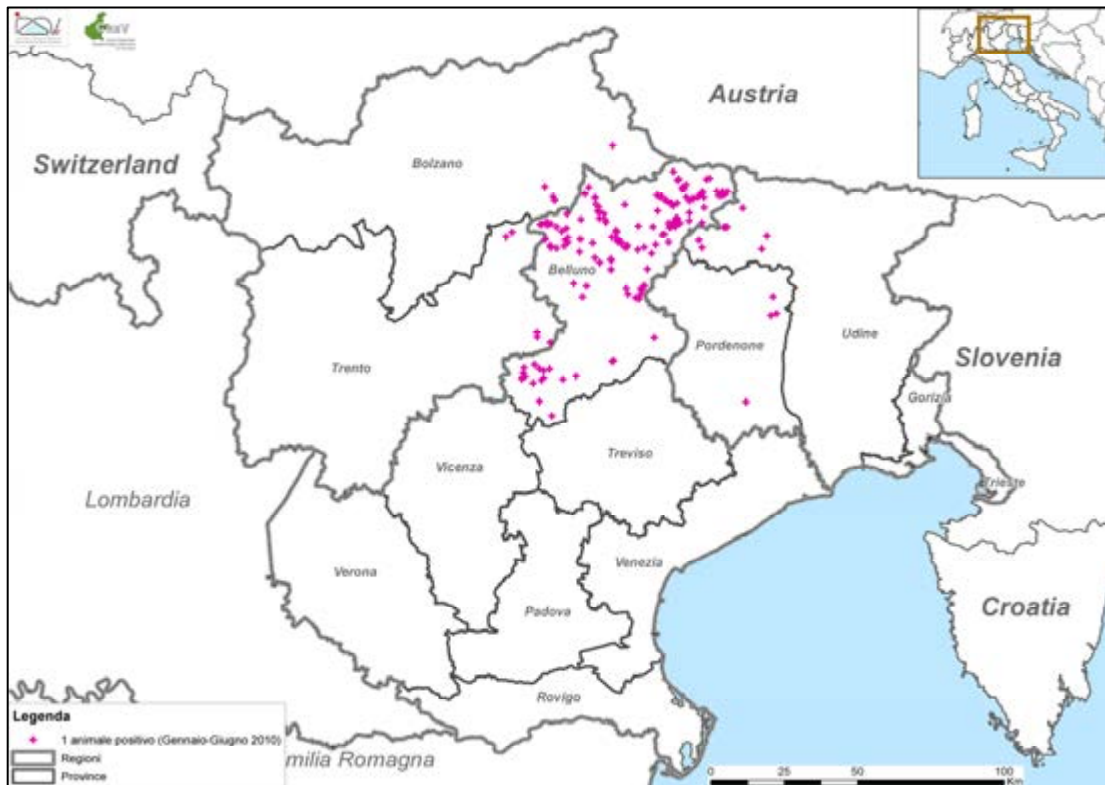 Austria
Switzerland
Bolzano
Belluno
Trento
Pordenone
Udine
Slovenia
Gorizia
Treviso
Vicenza
Trieste
Lombardia
Venezia
Verona
Padova
Croatia
Rovigo
Legenda
1 animale positivo (Gennaio-Giugno 2010)
Regioni
Province
milia Romagna
0 25 50 100
Km